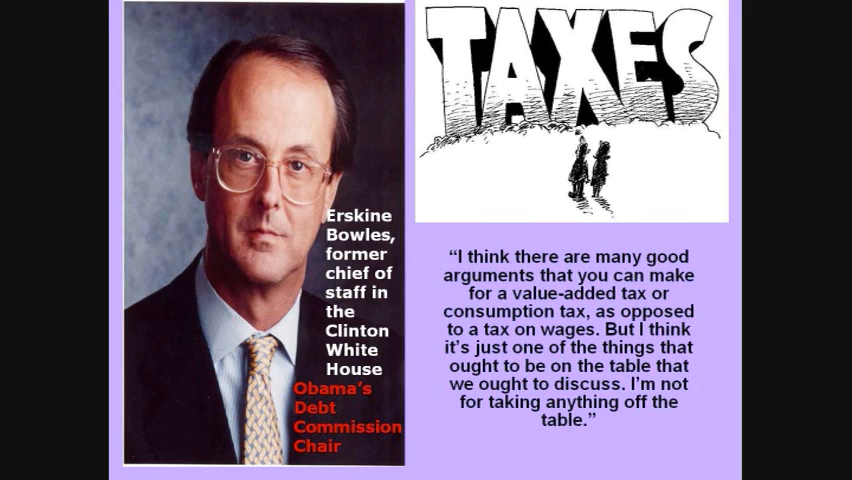 Erskine
Bowles,
former
chief of
staff in
the
Clinton
White
House
Obama's
Debt
Commission
Chair
TAXES
“I think there are many good
arguments that you can make
for a value-added tax or
consumption tax, as opposed
to a tax on wages. But I think
it's just one of the things that
ought to be on the table that
we ought to discuss. I'm not
for taking anything off the
table.”